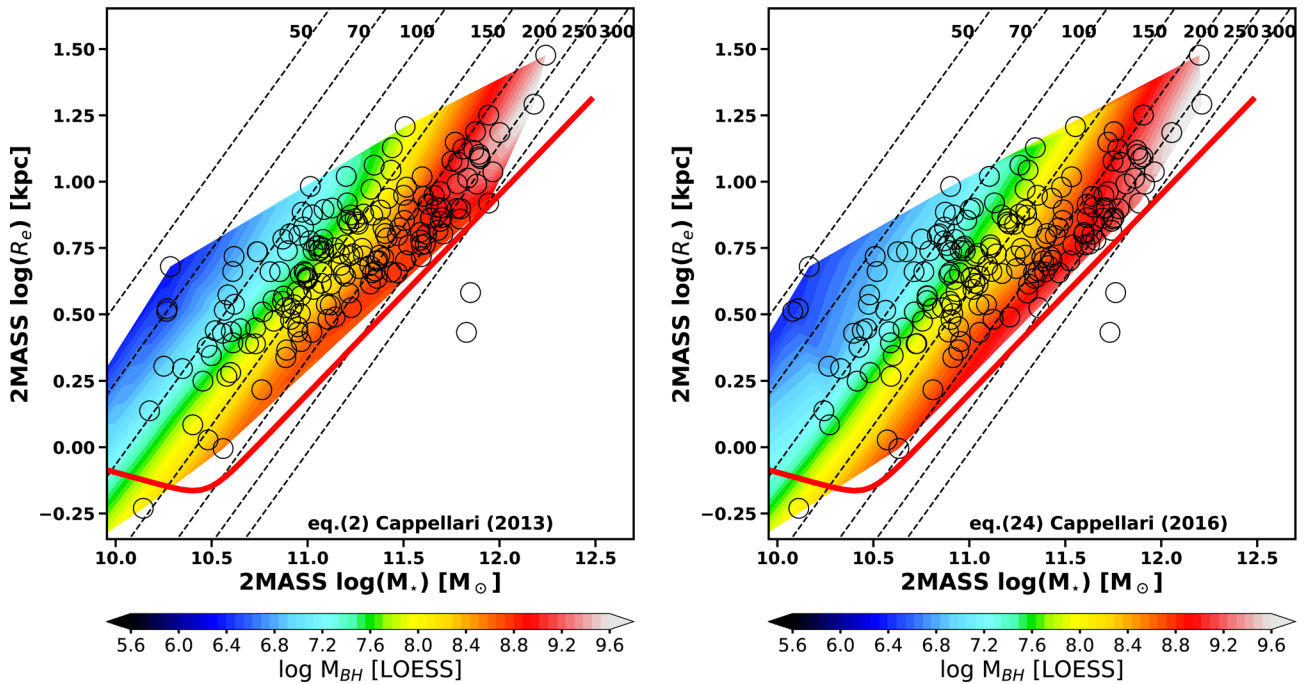 50 70 100 150 200 250 300
1.50
1.25
1.00
0.75
0.50
0.25
0.00
−0.25
2MASS log(R_e) [kpc]
eq.(2) Cappellari (2013)
10.0 10.5 11.0 11.5 12.0 12.5
2MASS log(M⋆) [M⊙]
5.6 6.0 6.4 6.8 7.2 7.6 8.0 8.4 8.8 9.2 9.6
log M_BH [LOESS]
50 70 100 150 200 250 300
1.50
1.25
1.00
0.75
0.50
0.25
0.00
−0.25
2MASS log(R_e) [kpc]
eq.(24) Cappellari (2016)
10.0 10.5 11.0 11.5 12.0 12.5
2MASS log(M⋆) [M⊙]
5.6 6.0 6.4 6.8 7.2 7.6 8.0 8.4 8.8 9.2 9.6
log M_BH [LOESS]